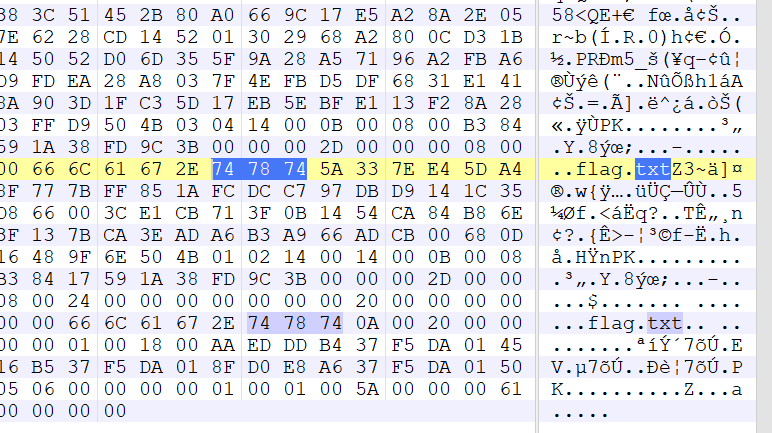 38 3C 51 45 2B 80 A0 66 9C 17 E5 A2 8A 2E 05 58<QE+€ fœ.å¢Š..
7E 62 28 CD 14 52 01 30 29 68 A2 80 0C D3 1B r~b(Í.R.0)h¢€.Ó.
14 50 52 D0 6D 35 5F 9A 28 A5 71 96 A2 FB A6 ½.PRÐm5_š(¥q–¢û¦
D9 FD EA 28 A8 03 7F 4E FB D5 DF 68 31 E1 41 ®Ùýê(¨..NûÕßh1áA
8A 90 3D 1F C3 5D 17 EB 5E BF E1 13 F2 8A 28 ¢Š.=.Ã].ë^¿á.òŠ(
03 FF D9 50 4B 03 04 14 00 0B 00 08 00 B3 84 «.ÿÙPK........³„
59 1A 38 FD 9C 3B 00 00 00 2D 00 00 00 08 00 .Y.8ýœ;...-.....
00 66 6C 61 67 2E 74 78 74 5A 33 7E E4 5D A4 ..flag.txtZ3~ä]¤
8F 77 7B FF 85 1A FC DC C7 97 DB D9 14 1C 35 ®.w{ÿ….üÜÇ—ÛÙ..5
D8 66 00 3C E1 CB 71 3F 0B 14 54 CA 84 B8 6E ¼Øf.<áËq?..TÊ„¸n
3F 13 7B CA 3E AD A6 B3 A9 66 AD CB 00 68 0D ¢?.{Ê>-¦³©f-Ë.h.
16 48 9F 6E 50 4B 01 02 14 00 14 00 0B 00 08 å.HŸnPK.........
B3 84 17 59 1A 38 FD 9C 3B 00 00 00 2D 00 00 .³„.Y.8ýœ;...-..
08 00 24 00 00 00 00 00 00 00 20 00 00 00 00 ...$....... ....
00 00 66 6C 61 67 2E 74 78 74 0A 00 20 00 00 ...flag.txt.. ..
00 01 00 18 00 AA ED DD B4 37 F5 DA 01 45 .......ªíÝ´7õÚ.E
16 B5 37 F5 DA 01 8F D0 E8 A6 37 F5 DA 01 50 V.µ7õÚ..Ðè¦7õÚ.P
05 06 00 00 00 00 01 00 01 00 5A 00 00 00 61 K..........Z...a
00 00 00 00 .....